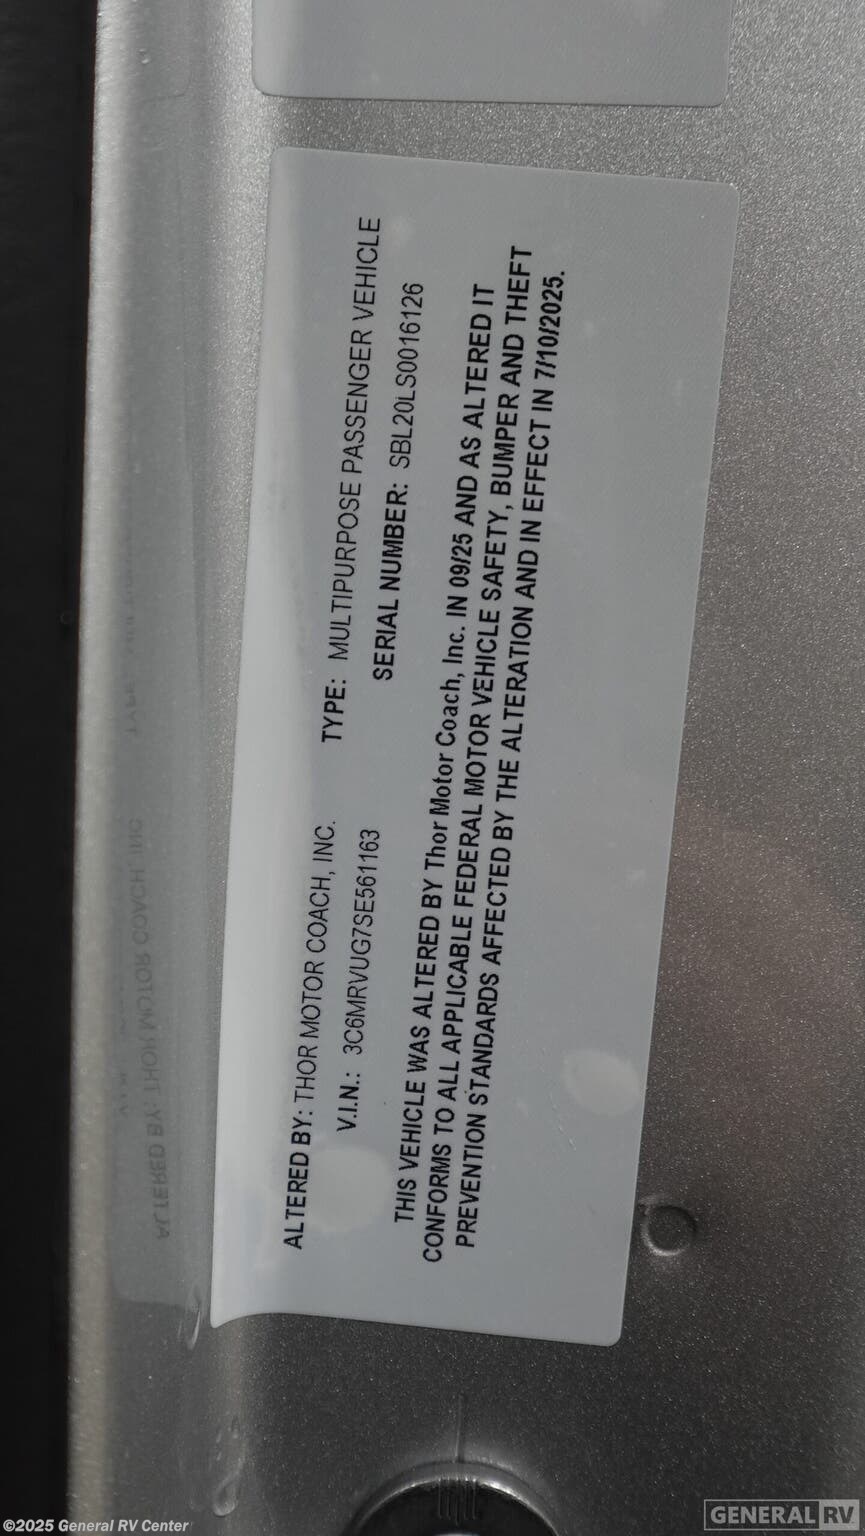 ALTERED BY: THOR MOTOR COACH, INC. TYPE: MULTIPURPOSE PASSENGER VEHICLE
V.I.N.: 3C6MRVUG7SE561163 SERIAL NUMBER: SBL20LS0016126
THIS VEHICLE WAS ALTERED BY Thor Motor Coach, Inc. IN 09/25 AND AS ALTERED IT
CONFORMS TO ALL APPLICABLE FEDERAL MOTOR VEHICLE SAFETY, BUMPER AND THEFT
PREVENTION STANDARDS AFFECTED BY THE ALTERATION AND IN EFFECT IN 7/10/2025.
©2025 General RV Center
GENERAL RV